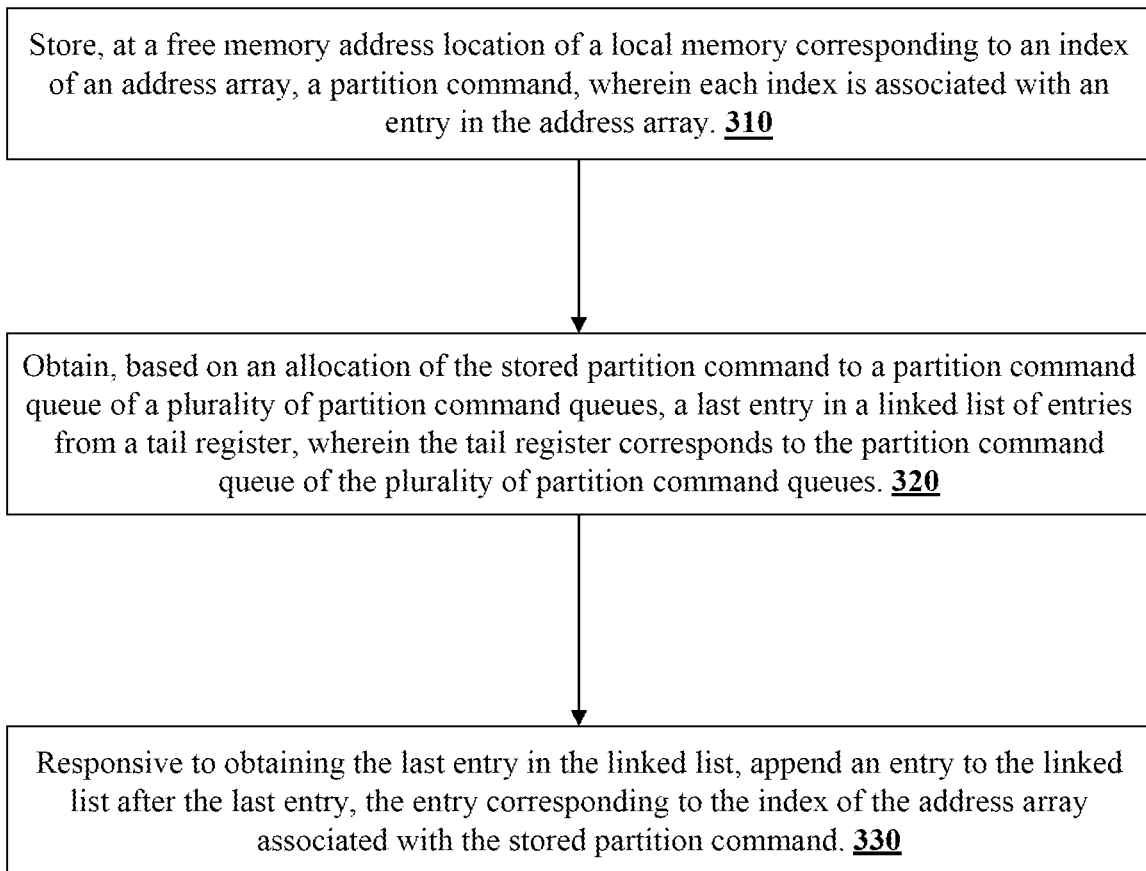 Store, at a free memory address location of a local memory corresponding to an index
of an address array, a partition command, wherein each index is associated with an
entry in the address array. 310
Obtain, based on an allocation of the stored partition command to a partition command
queue of a plurality of partition command queues, a last entry in a linked list of entries
from a tail register, wherein the tail register corresponds to the partition command
queue of the plurality of partition command queues. 320
Responsive to obtaining the last entry in the linked list, append an entry to the linked
list after the last entry, the entry corresponding to the index of the address array
associated with the stored partition command. 330